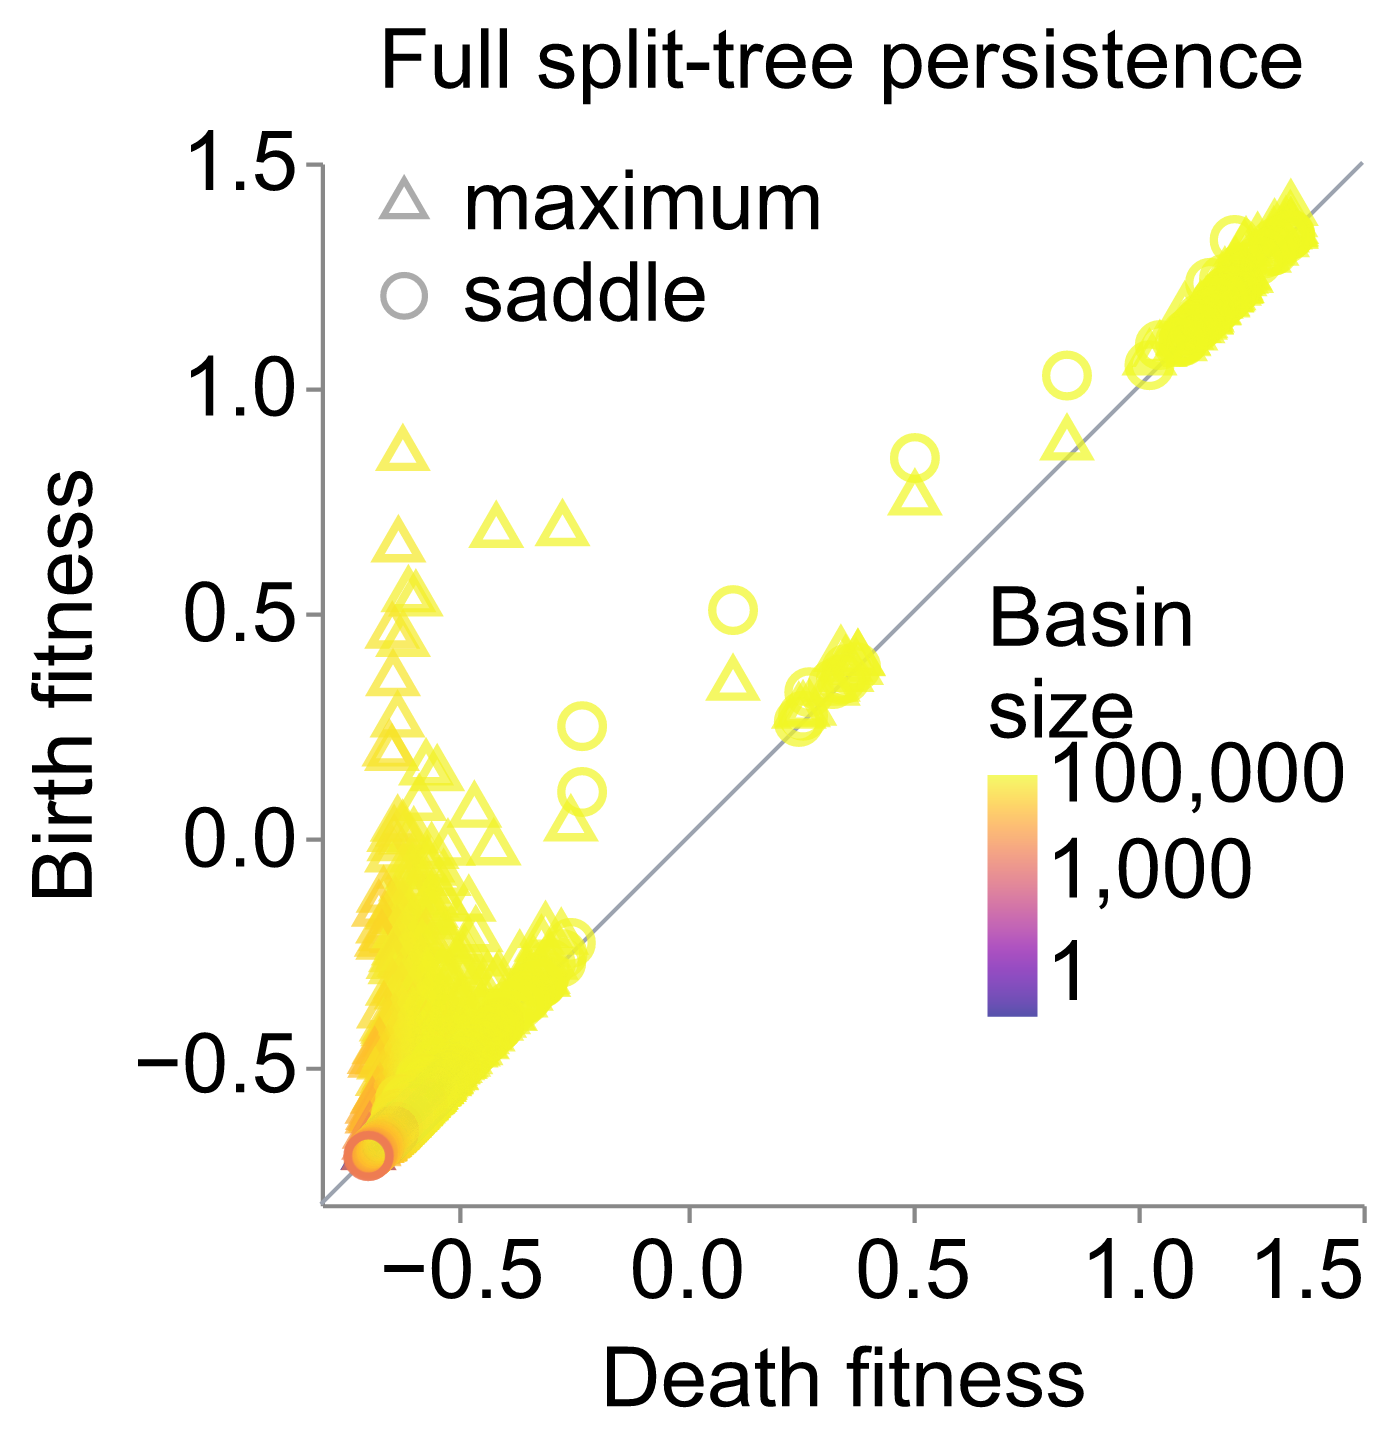 Full split-tree persistence
1.5
maximum
saddle
1.0
0.5
0.0
−0.5
Birth fitness
Basin
size
100,000
1,000
1
−0.5 0.0 0.5 1.0 1.5
Death fitness